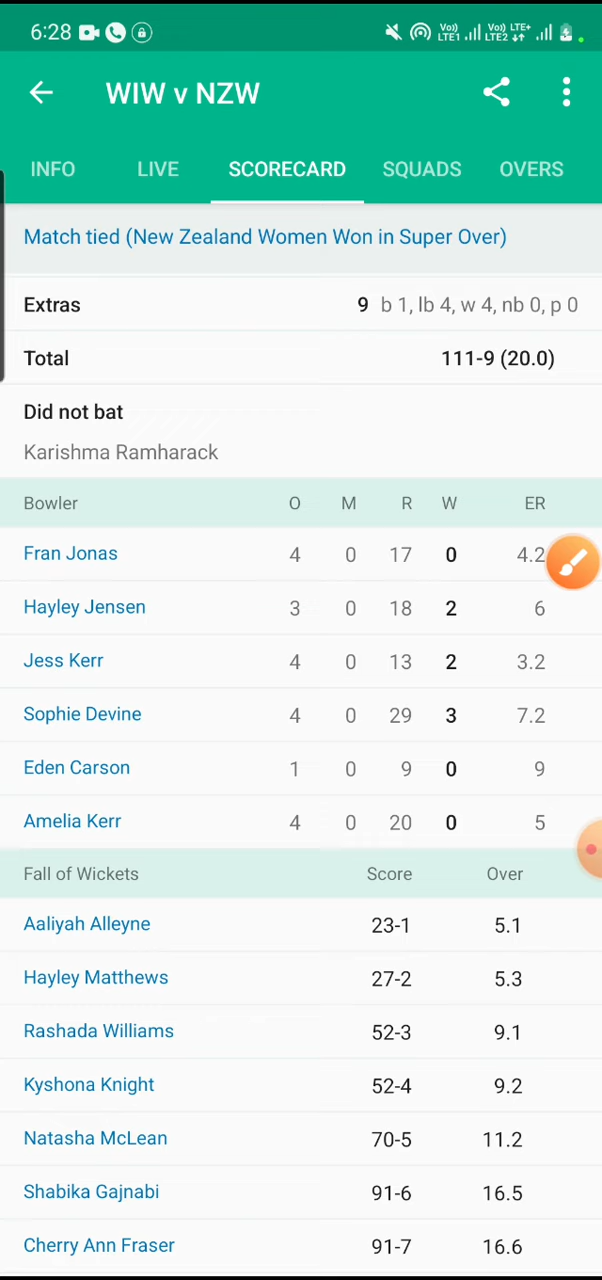 6:28 Vo)) LTE1 Vo)) LTE+ LTE2
WIW v NZW
INFO LIVE SCORECARD SQUADS OVERS
Match tied (New Zealand Women Won in Super Over)
Extras 9 b 1, lb 4, w 4, nb 0, p 0
Total 111-9 (20.0)
Did not bat
Karishma Ramharack
Bowler O M R W ER
Fran Jonas 4 0 17 0 4.2
Hayley Jensen 3 0 18 2 6
Jess Kerr 4 0 13 2 3.2
Sophie Devine 4 0 29 3 7.2
Eden Carson 1 0 9 0 9
Amelia Kerr 4 0 20 0 5
Fall of Wickets Score Over
Aaliyah Alleyne 23-1 5.1
Hayley Matthews 27-2 5.3
Rashada Williams 52-3 9.1
Kyshona Knight 52-4 9.2
Natasha McLean 70-5 11.2
Shabika Gajnabi 91-6 16.5
Cherry Ann Fraser 91-7 16.6